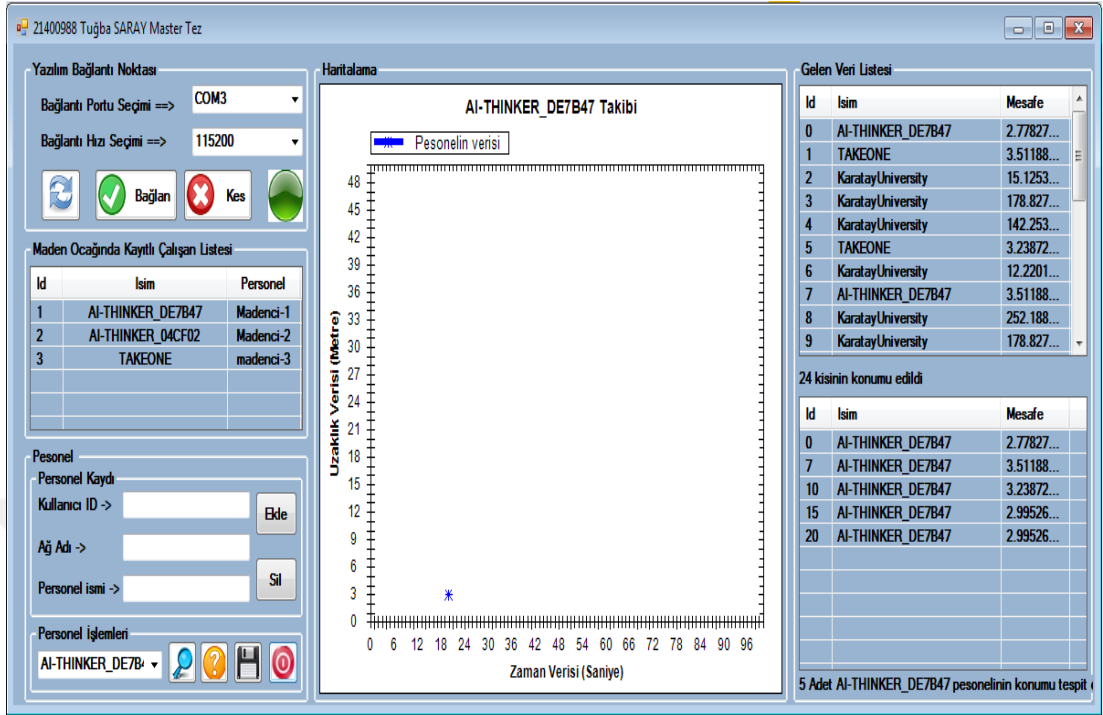 21400988 Tuğba SARAY Master Tez
Yazılım Bağlantı Noktası
Bağlantı Portu Seçimi ==> COM3
Bağlantı Hızı Seçimi ==> 115200
Bağlan Kes
Maden Ocağında Kayıtlı Çalışan Listesi
Id Isim Personel
1 AI-THINKER_DE7B47 Madenci-1
2 AI-THINKER_04CF02 Madenci-2
3 TAKEONE madenci-3
Pesonel
Personel Kaydı
Kullanıcı ID ->
Ekle
Ağ Adı ->
Personel ismi ->
Sil
Personel İşlemleri
AI-THINKER_DE7B
Haritalama
AI-THINKER_DE7B47 Takibi
Pesonelin verisi
Uzaklık Verisi (Metre)
48
45
42
39
36
33
30
27
24
21
18
15
12
9
6
3
0
0 6 12 18 24 30 36 42 48 54 60 66 72 78 84 90 96
Zaman Verisi (Saniye)
Gelen Veri Listesi
Id Isim Mesafe
0 AI-THINKER_DE7B47 2.77827...
1 TAKEONE 3.51188...
2 KaratayUniversity 15.1253...
3 KaratayUniversity 178.827...
4 KaratayUniversity 142.253...
5 TAKEONE 3.23872...
6 KaratayUniversity 12.2201...
7 AI-THINKER_DE7B47 3.51188...
8 KaratayUniversity 252.188...
9 KaratayUniversity 178.827...
24 kisinin konumu edildi
Id Isim Mesafe
0 AI-THINKER_DE7B47 2.77827...
7 AI-THINKER_DE7B47 3.51188...
10 AI-THINKER_DE7B47 3.23872...
15 AI-THINKER_DE7B47 2.99526...
20 AI-THINKER_DE7B47 2.99526...
5 Adet AI-THINKER_DE7B47 pesonelinin konumu tespit